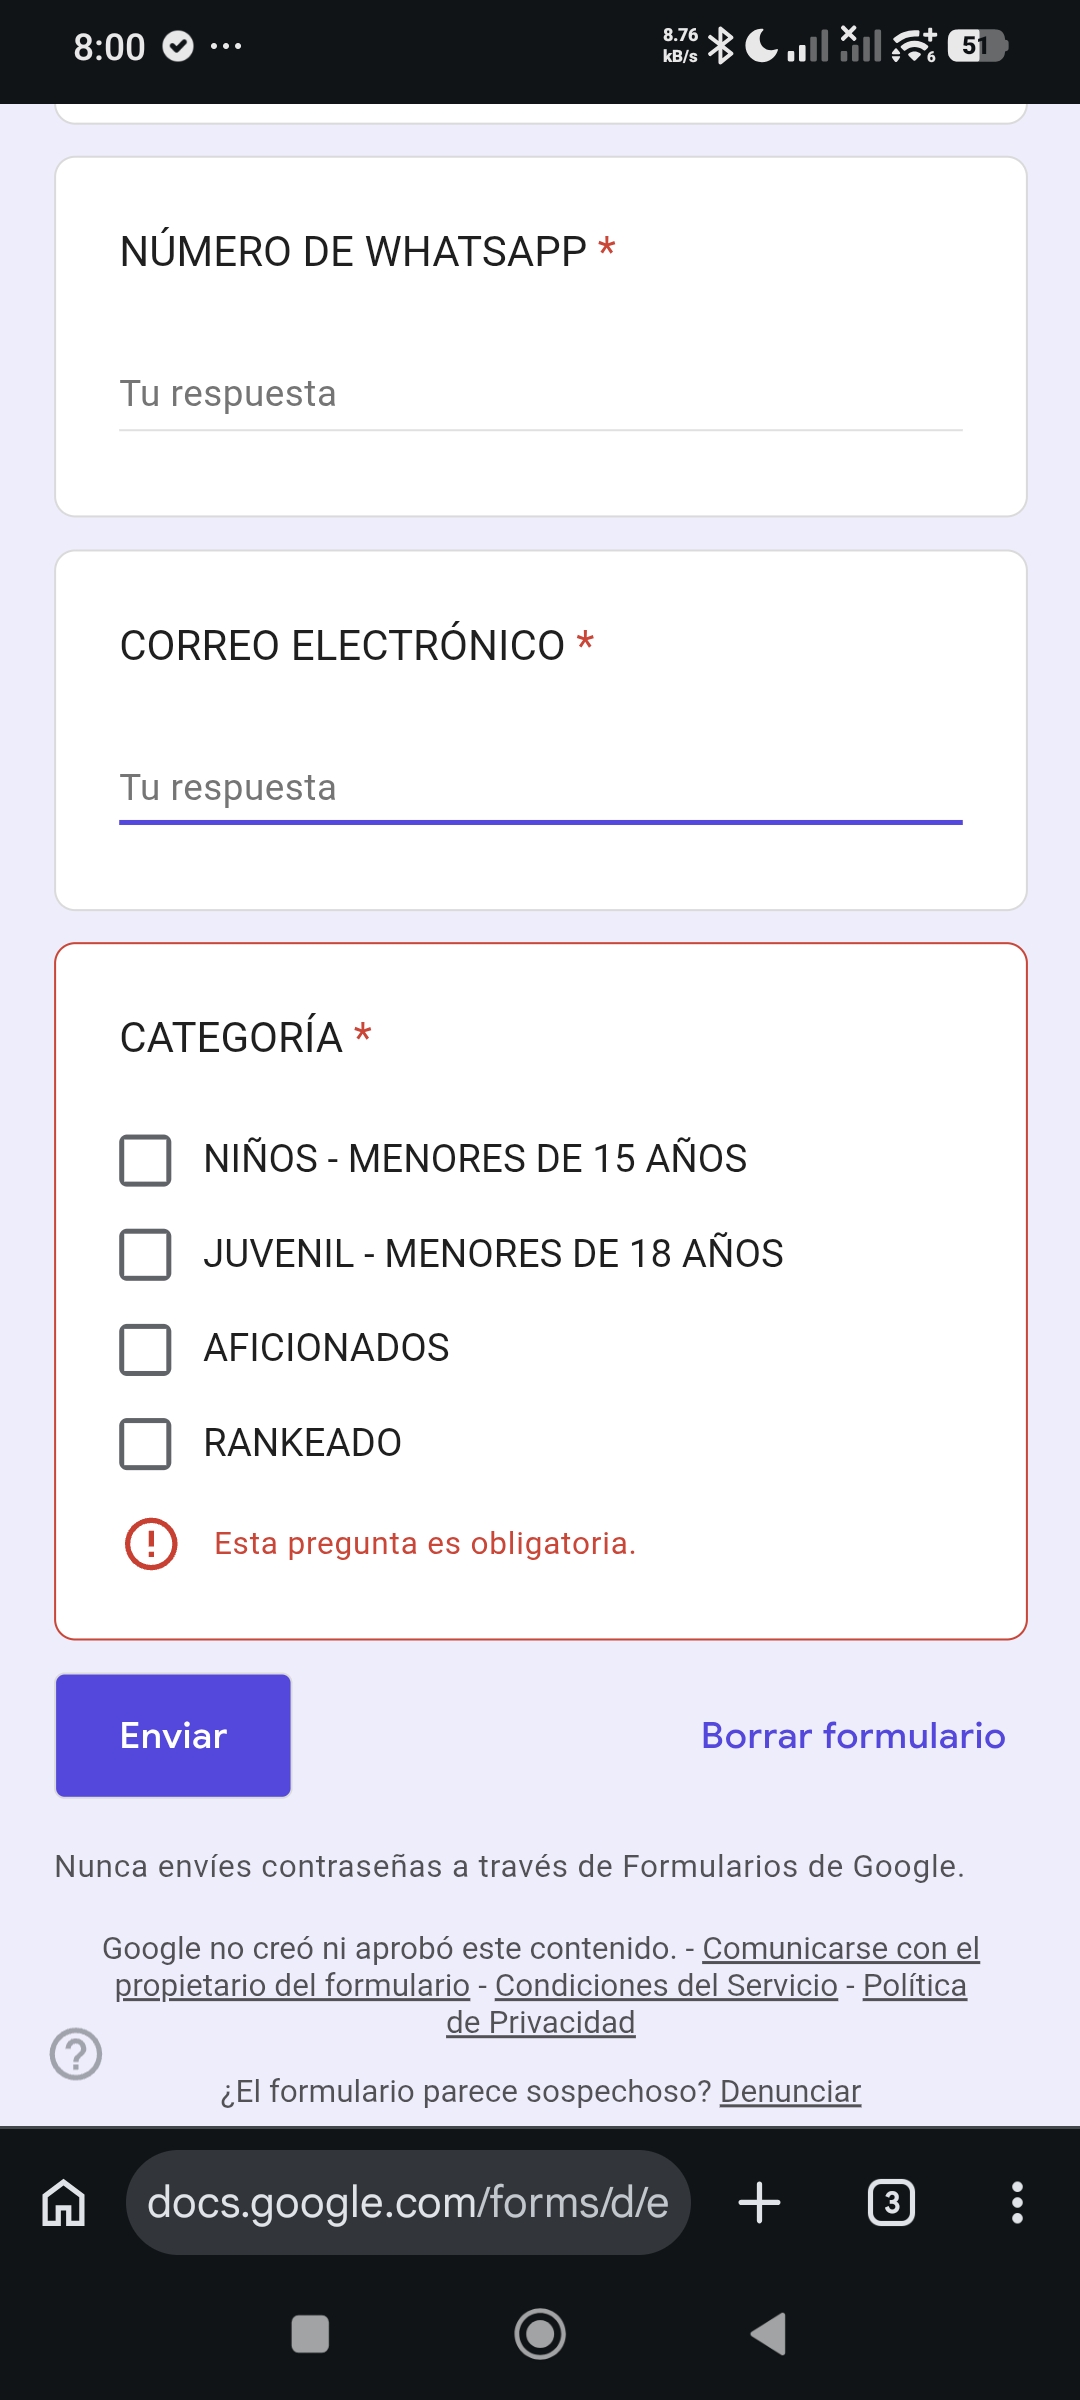 8:00
8.76
kB/s
6
51
NÚMERO DE WHATSAPP *
Tu respuesta
CORREO ELECTRÓNICO *
Tu respuesta
CATEGORÍA *
NIÑOS - MENORES DE 15 AÑOS
JUVENIL - MENORES DE 18 AÑOS
AFICIONADOS
RANKEADO
Esta pregunta es obligatoria.
Enviar
Borrar formulario
Nunca envíes contraseñas a través de Formularios de Google.
Google no creó ni aprobó este contenido. - Comunicarse con el
propietario del formulario - Condiciones del Servicio - Política
de Privacidad
¿El formulario parece sospechoso? Denunciar
docs.google.com/forms/d/e
3